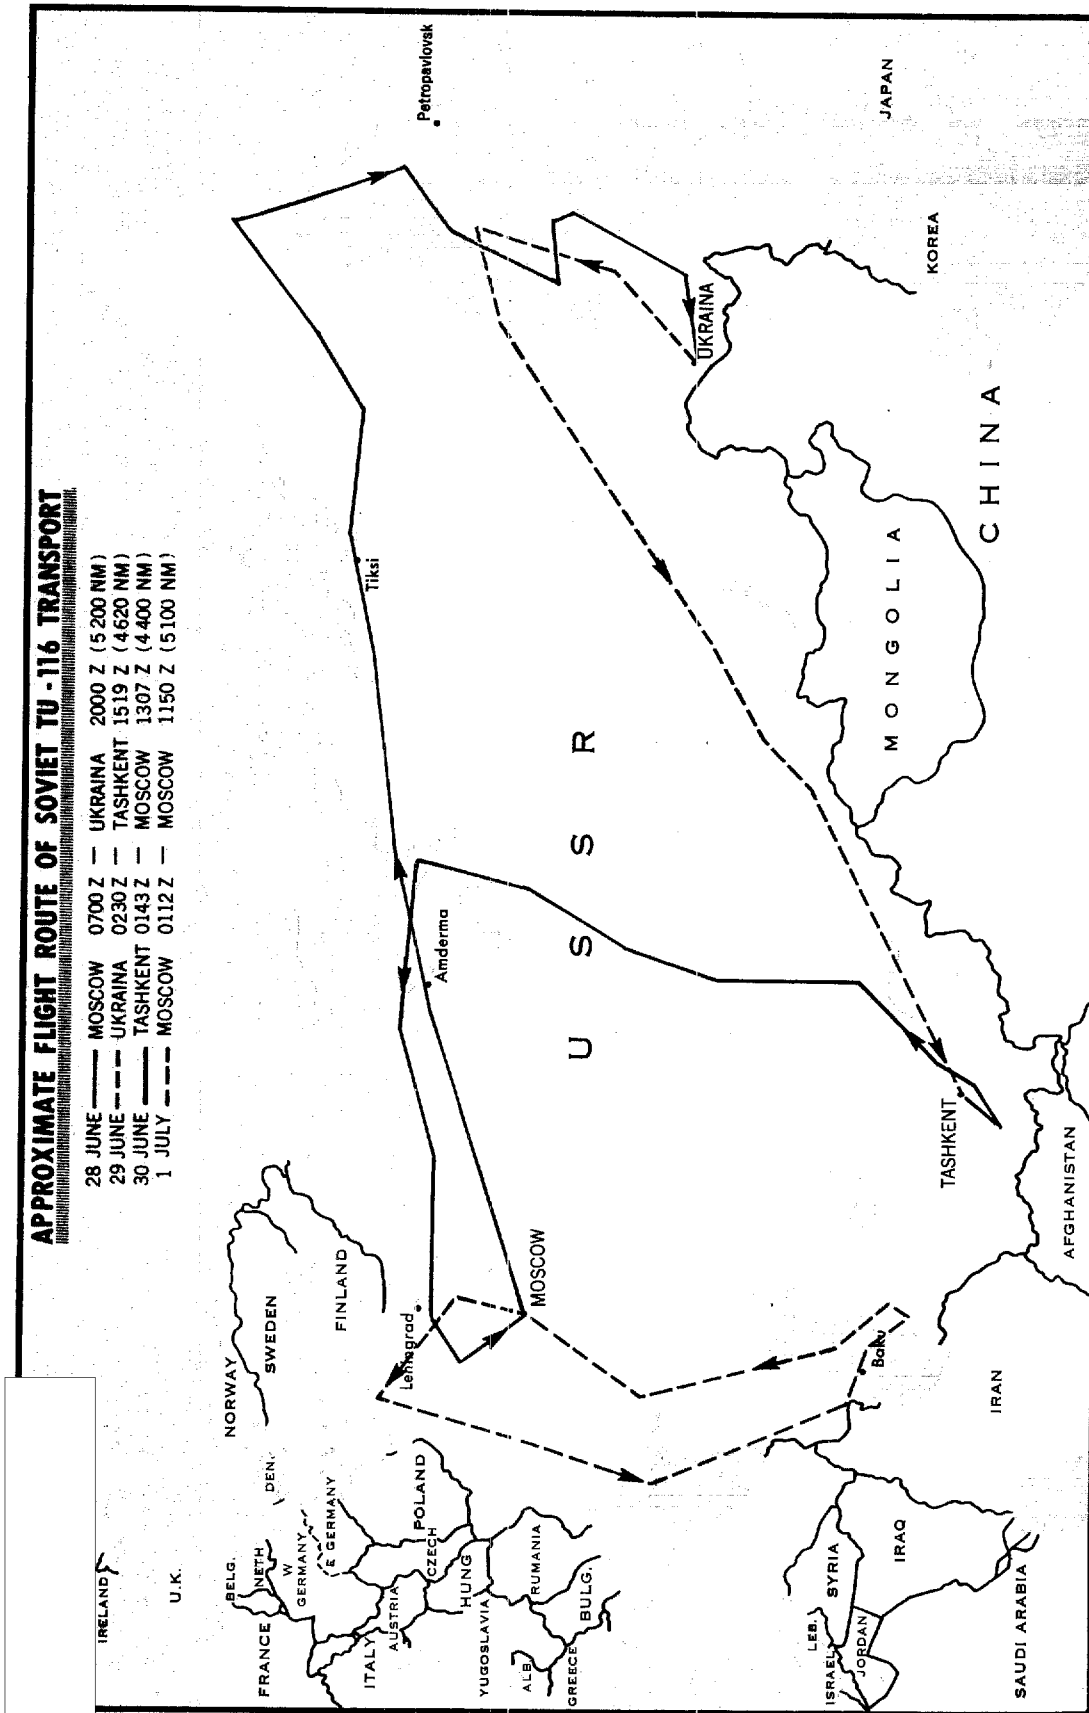 APPROXIMATE FLIGHT ROUTE OF SOVIET TU-116 TRANSPORT
28 JUNE MOSCOW 0700 Z — UKRAINA 2000 Z (5200 NM)
29 JUNE UKRAINA 0230 Z — TASHKENT 1519 Z (4620 NM)
30 JUNE TASHKENT 0143 Z — MOSCOW 1307 Z (4400 NM)
1 JULY MOSCOW 0112 Z — MOSCOW 1150 Z (5100 NM)
IRELAND
U.K.
NORWAY
SWEDEN
FINLAND
DEN.
BELG.
NETH
W
GERMANY
E GERMANY
FRANCE
ITALY
AUSTRIA
CZECH
POLAND
HUNG
YUGOSLAVIA
RUMANIA
ALB.
BULG.
GREECE
Leningrad
MOSCOW
Amderma
Tiksi
Petropavlovsk
U S S R
UKRAINA
TASHKENT
Baku
MONGOLIA
CHINA
KOREA
JAPAN
AFGHANISTAN
IRAN
IRAQ
SYRIA
LEB.
ISRAEL
JORDAN
SAUDI ARABIA